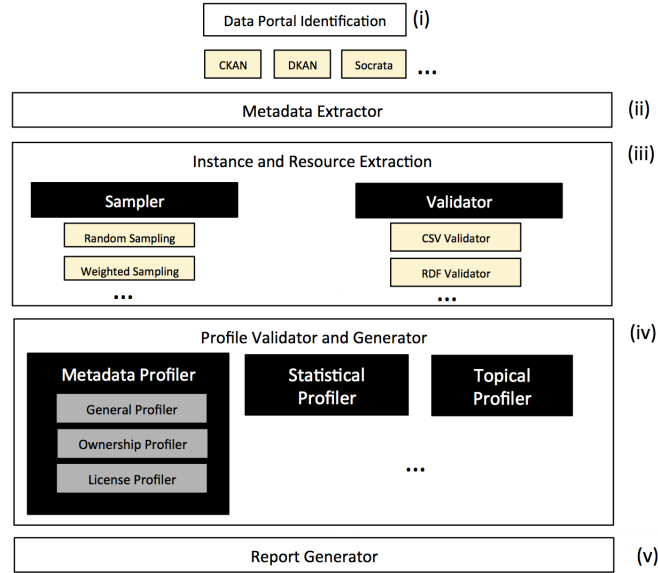 Data Portal Identification (i)
CKAN DKAN Socrata ...
Metadata Extractor (ii)
Instance and Resource Extraction (iii)
Sampler Validator
Random Sampling CSV Validator
Weighted Sampling RDF Validator
... ...
Profile Validator and Generator (iv)
Metadata Profiler
General Profiler
Ownership Profiler
License Profiler
Statistical
Profiler
Topical
Profiler
...
Report Generator (v)